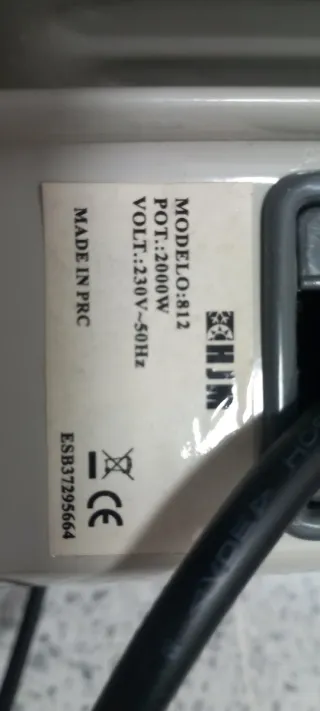 HJM
MODELO:812
POT.:2000W
VOLT.:230V~50Hz
MADE IN PRC
CE
ESB37295664